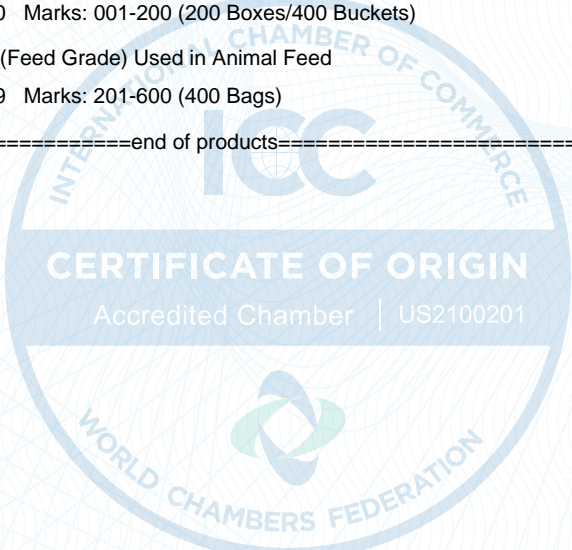 0 Marks: 001-200 (200 Boxes/400 Buckets)
(Feed Grade) Used in Animal Feed
9 Marks: 201-600 (400 Bags)
===========end of products========================
INTERNATIONAL CHAMBER OF COMMERCE
ICC
CERTIFICATE OF ORIGIN
Accredited Chamber | US2100201
WORLD CHAMBERS FEDERATION